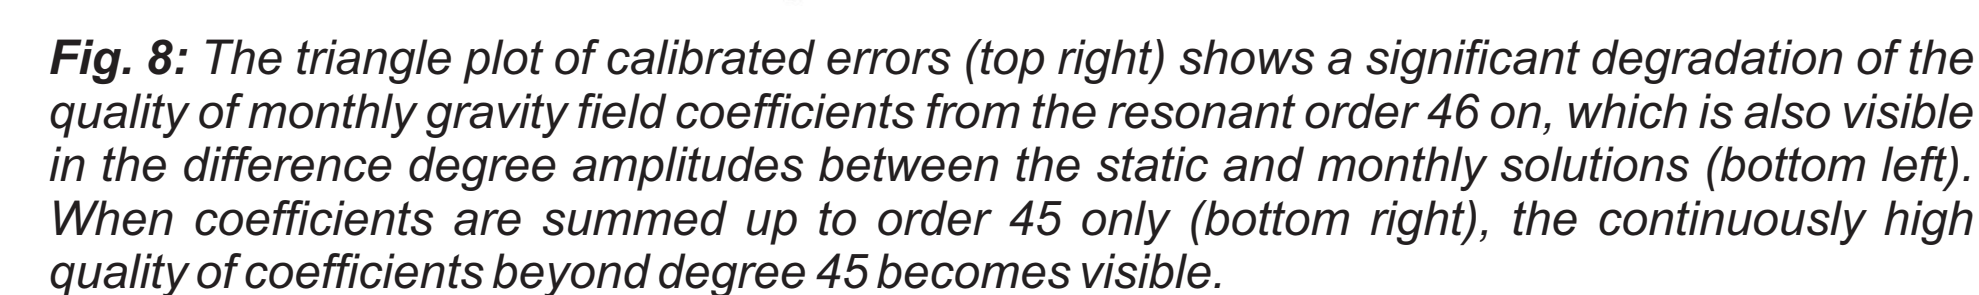 Fig. 8: The triangle plot of calibrated errors (top right) shows a significant degradation of the
quality of monthly gravity field coefficients from the resonant order 46 on, which is also visible
in the difference degree amplitudes between the static and monthly solutions (bottom left).
When coefficients are summed up to order 45 only (bottom right), the continuously high
quality of coefficients beyond degree 45 becomes visible.